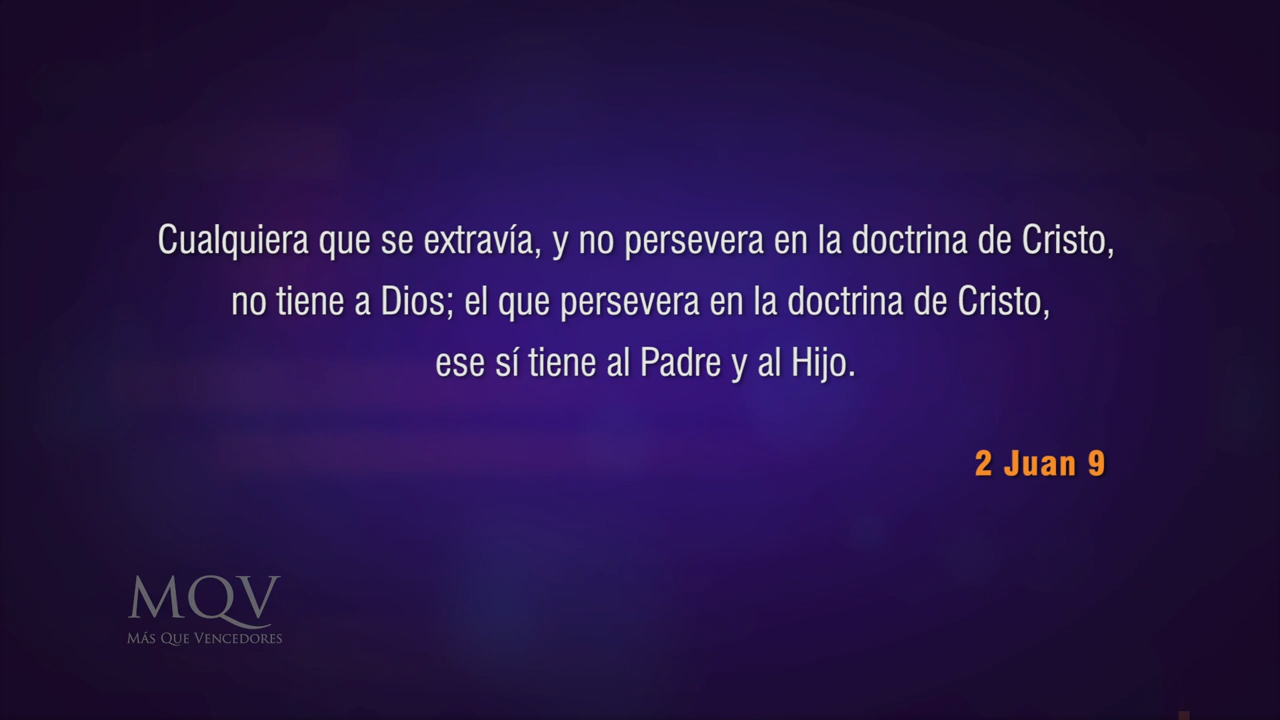 Cualquiera que se extravía, y no persevera en la doctrina de Cristo,
no tiene a Dios; el que persevera en la doctrina de Cristo,
ese sí tiene al Padre y al Hijo.
2 Juan 9
MQV
MÁS QUE VENCEDORES